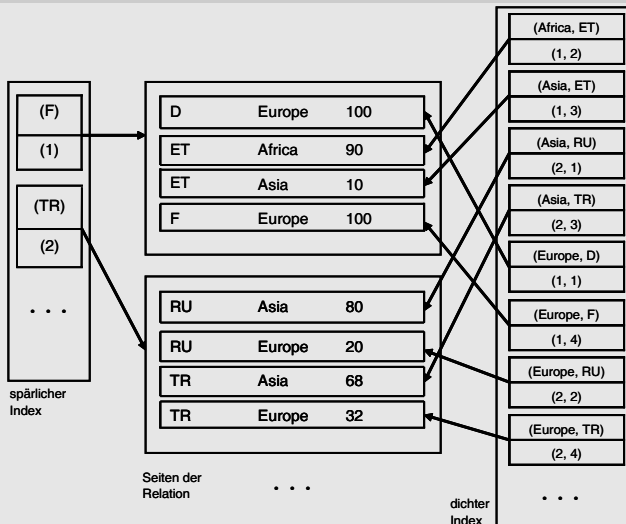 (F)
(1)
(TR)
(2)
. . .
spärlicher
Index
D Europe 100
ET Africa 90
ET Asia 10
F Europe 100
RU Asia 80
RU Europe 20
TR Asia 68
TR Europe 32
Seiten der
Relation
. . .
(Africa, ET)
(1, 2)
(Asia, ET)
(1, 3)
(Asia, RU)
(2, 1)
(Asia, TR)
(2, 3)
(Europe, D)
(1, 1)
(Europe, F)
(1, 4)
(Europe, RU)
(2, 2)
(Europe, TR)
(2, 4)
. . .
dichter
Index